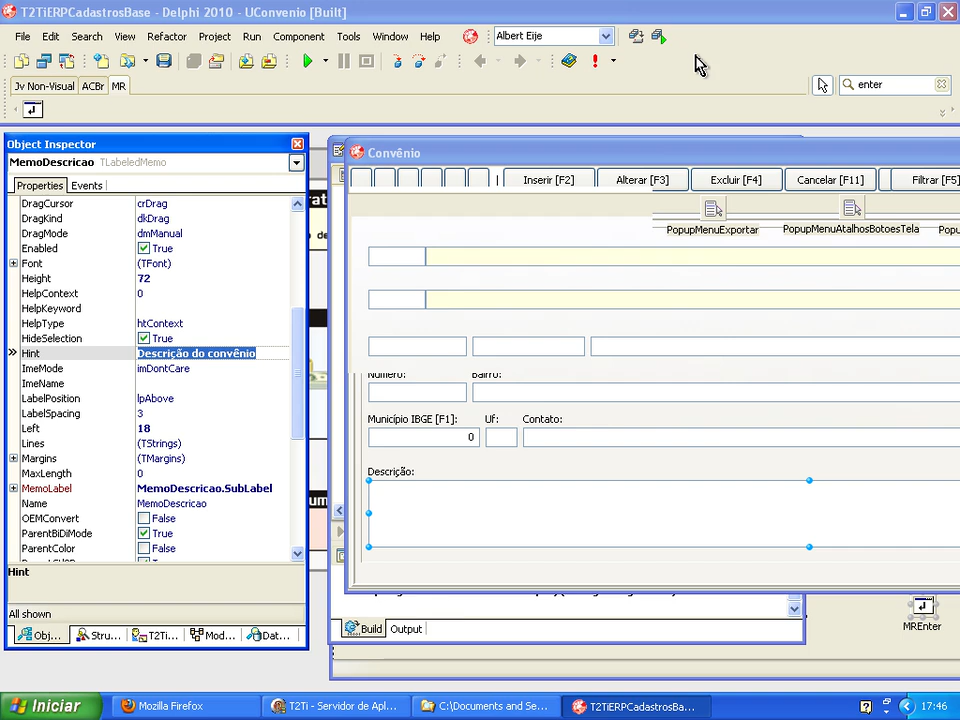 T2TiERPCadastrosBase - Delphi 2010 - UConvenio [Built]
File Edit Search View Refactor Project Run Component Tools Window Help Albert Eije
Jv Non-Visual ACBr MR enter
Object Inspector
MemoDescricao TLabeledMemo
Properties Events
DragCursor crDrag
DragKind dkDrag
DragMode dmManual
Enabled True
Font (TFont)
Height 72
HelpContext 0
HelpKeyword
HelpType htContext
HideSelection True
Hint Descrição do convênio
ImeMode imDontCare
ImeName
LabelPosition lpAbove
LabelSpacing 3
Left 18
Lines (TStrings)
Margins (TMargins)
MaxLength 0
MemoLabel MemoDescricao.SubLabel
Name MemoDescricao
OEMConvert False
ParentBiDiMode True
ParentColor False
Hint
All shown
Obj... Stru... T2Ti... Mod... Dat...
Convênio
Inserir [F2] Alterar [F3] Excluir [F4] Cancelar [F11] Filtrar [F5]
PopupMenuExportar PopupMenuAtalhosBotoesTela Popu
Número: Bairro:
Município IBGE [F1]: Uf: Contato:
0
Descrição:
Build Output
MREnter
Iniciar Mozilla Firefox T2Ti - Servidor de Apl... C:\Documents and Se... T2TiERPCadastrosBa... 17:46